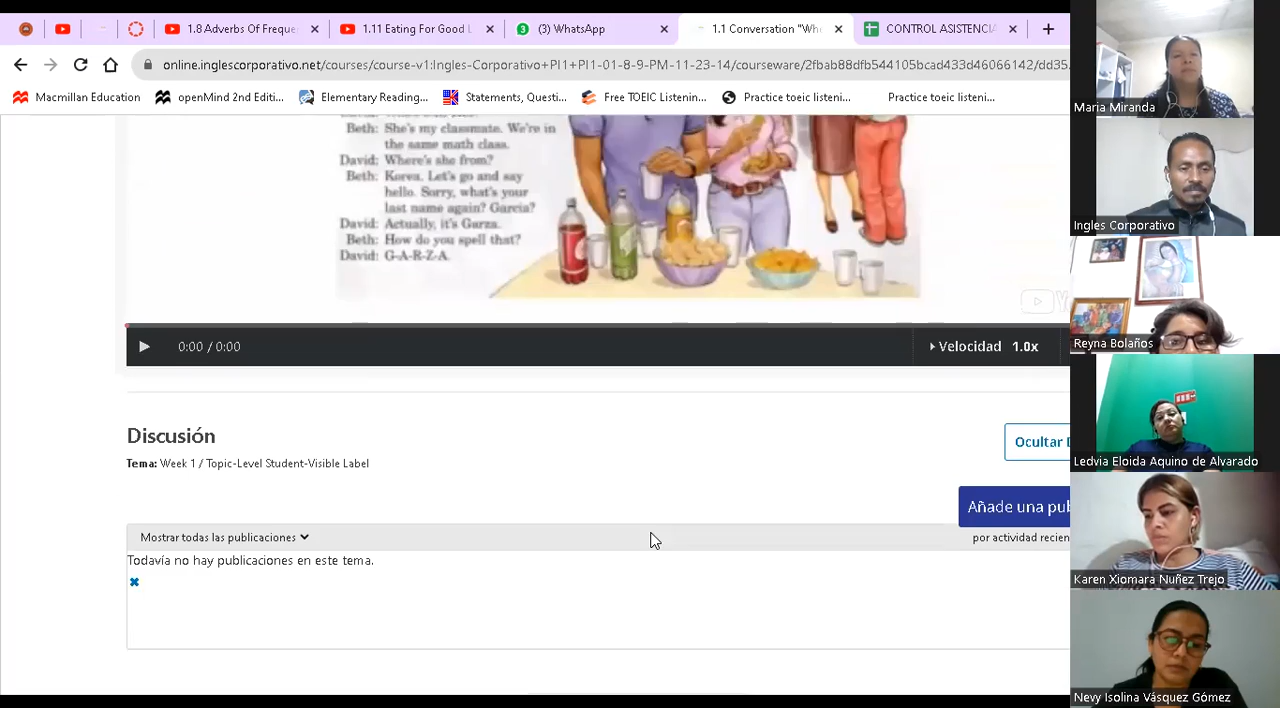 1.8 Adverbs Of Freque
1.11 Eating For Good L
3
(3) WhatsApp
1.1 Conversation "Who
CONTROL ASISTENCIA
online.inglescorporativo.net/courses/course-v1:Ingles-Corporativo+PI1+PI1-01-8-9-PM-11-23-14/courseware/2fbab88dfb544105bcad433d46066142/dd35
Macmillan Education
openMind 2nd Editi...
Elementary Reading...
Statements, Questi...
Free TOEIC Listenin...
Practice toeic listeni...
Practice toeic listeni...
Beth: She's my classmate. We're in
the same math class.
David: Where's she from?
Beth: Korea. Let's go and say
hello. Sorry, what's your
last name again? Garcia?
David: Actually, it's Garza.
Beth: How do you spell that?
David: G-A-R-Z-A.
0:00 / 0:00
Velocidad 1.0x
Discusión
Ocultar
Tema: Week 1 / Topic-Level Student-Visible Label
Añade una pub
Mostrar todas las publicaciones
por actividad recien
Todavía no hay publicaciones en este tema.
Maria Miranda
Ingles Corporativo
Reyna Bolaños
Ledvia Eloida Aquino de Alvarado
Karen Xiomara Nuñez Trejo
Nevy Isolina Vásquez Gómez